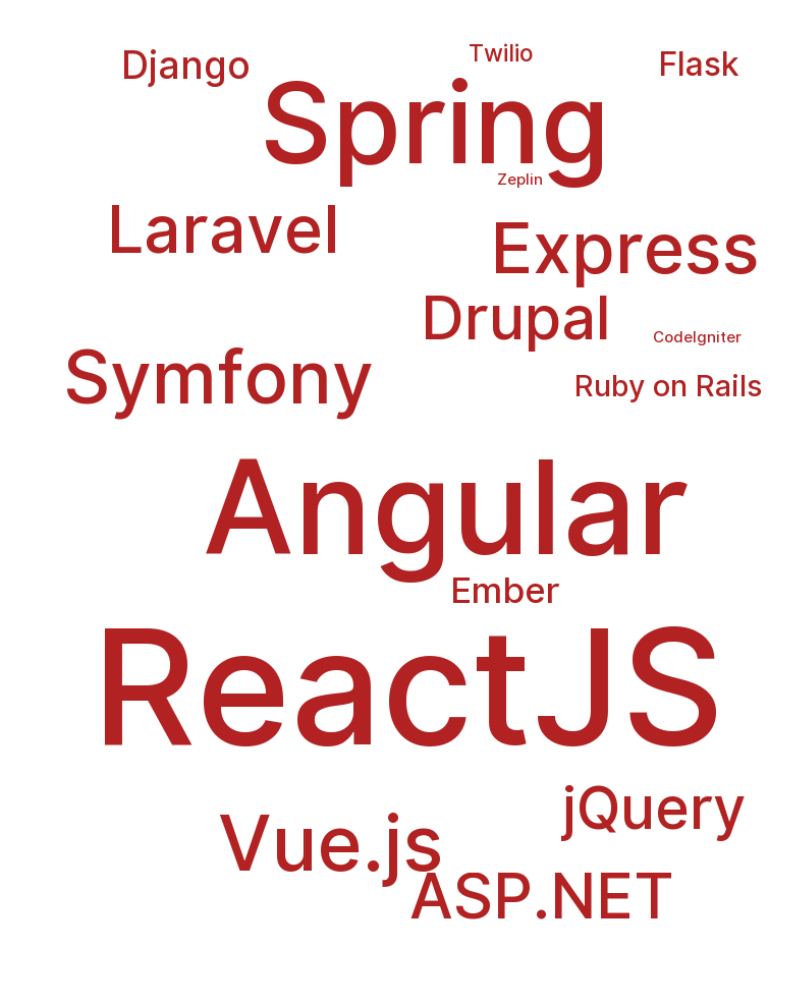 Twilio
Django
Flask
Spring
Zeplin
Laravel
Express
Drupal
CodeIgniter
Symfony
Ruby on Rails
Angular
Ember
ReactJS
jQuery
Vue.js
ASP.NET